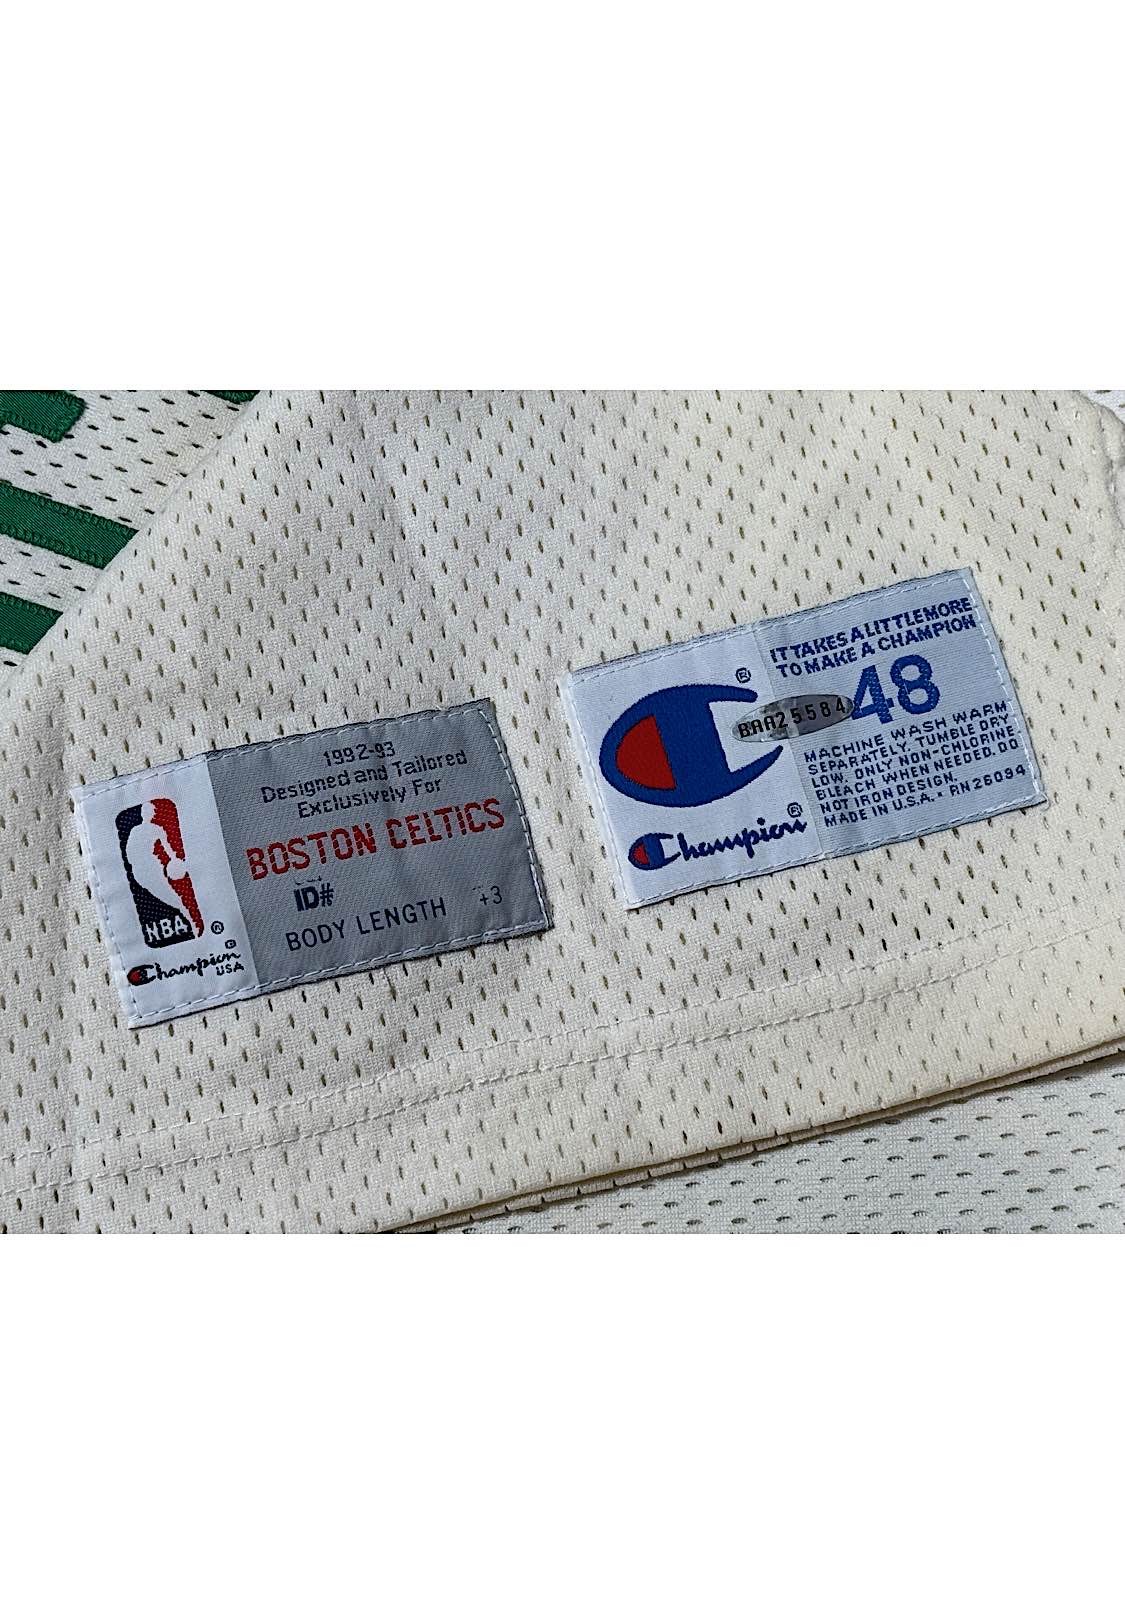 1992-93
Designed and Tailored
Exclusively For
BOSTON CELTICS
ID#
BODY LENGTH +3
NBA ®
Champion®
USA
®
Champion®
IT TAKES A LITTLE MORE
TO MAKE A CHAMPION
48
BAA25584
MACHINE WASH WARM
SEPARATELY, TUMBLE DRY
LOW. ONLY NON-CHLORINE
BLEACH WHEN NEEDED. DO
NOT IRON DESIGN.
MADE IN U.S.A. • RN 26094